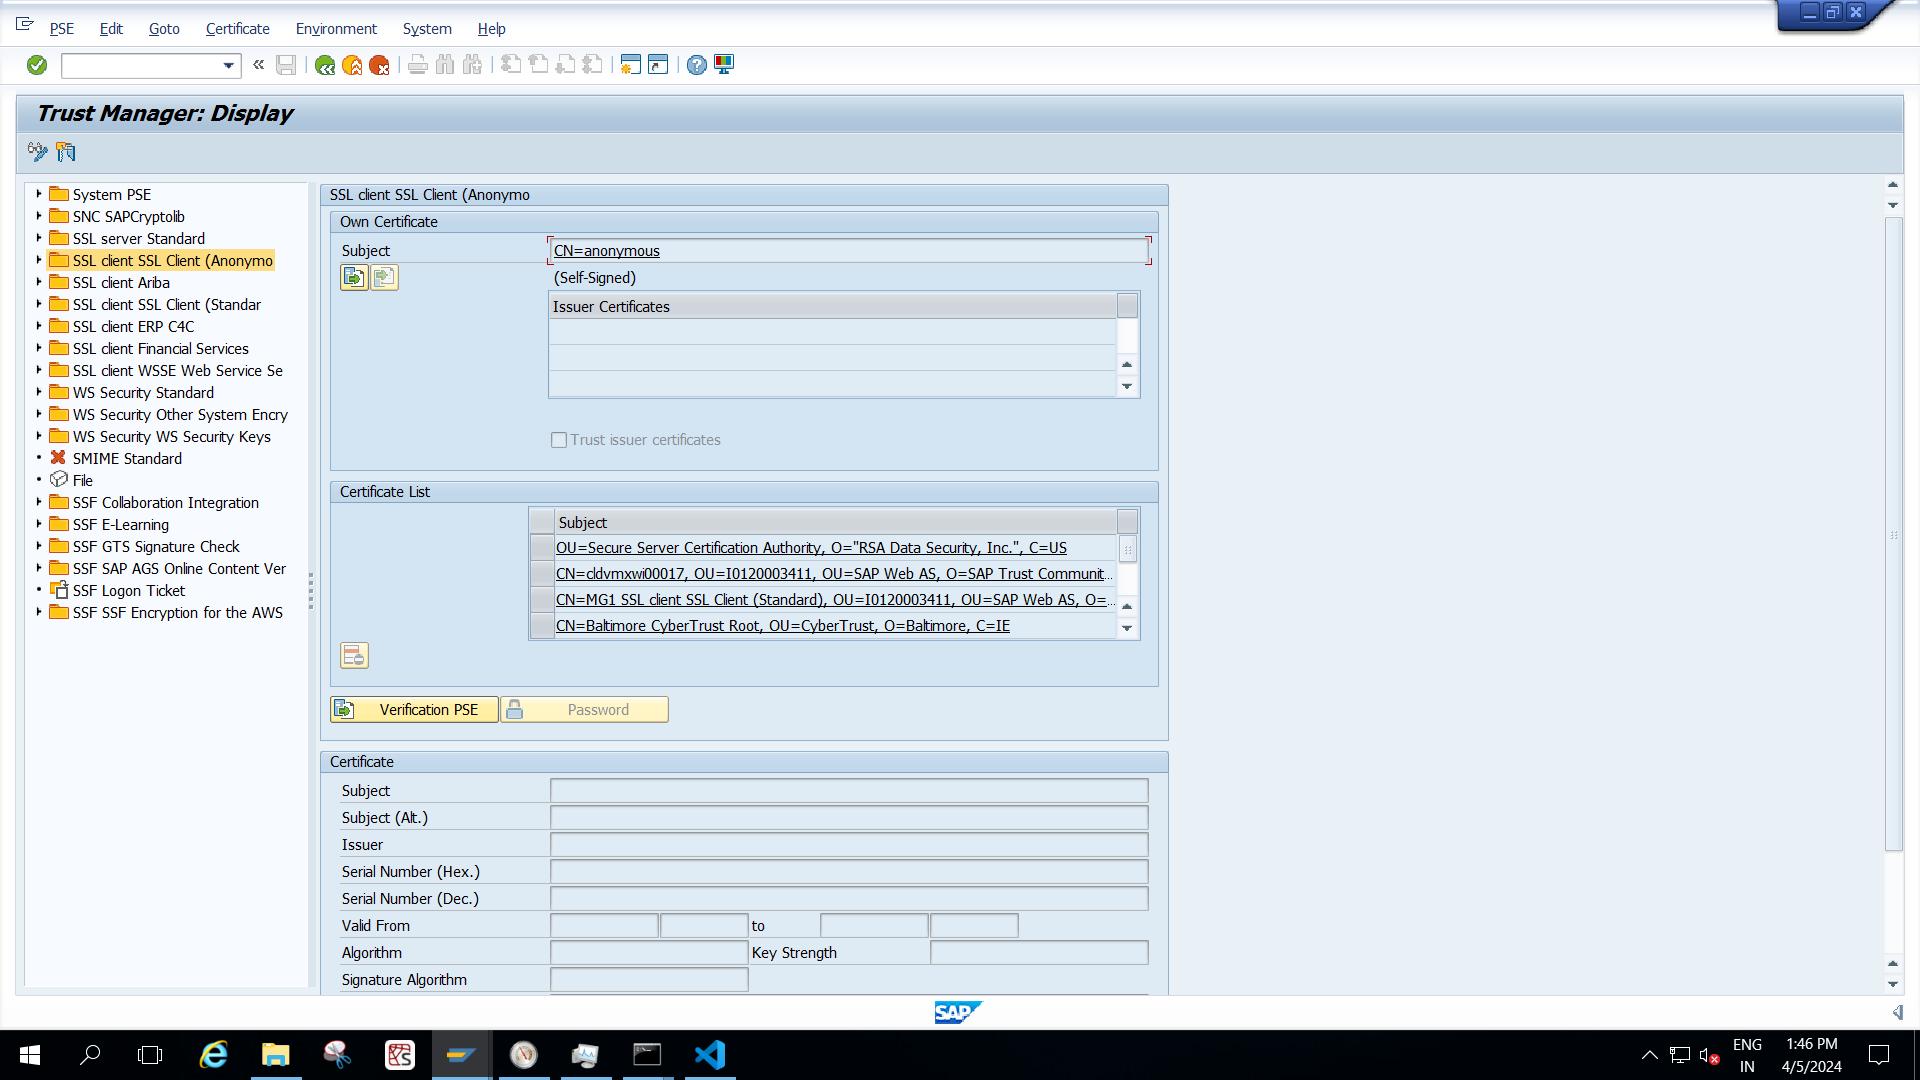 PSE Edit Goto Certificate Environment System Help
Trust Manager: Display
System PSE
SNC SAPCryptolib
SSL server Standard
SSL client SSL Client (Anonymo
SSL client Ariba
SSL client SSL Client (Standar
SSL client ERP C4C
SSL client Financial Services
SSL client WSSE Web Service Se
WS Security Standard
WS Security Other System Encry
WS Security WS Security Keys
SMIME Standard
File
SSF Collaboration Integration
SSF E-Learning
SSF GTS Signature Check
SSF SAP AGS Online Content Ver
SSF Logon Ticket
SSF SSF Encryption for the AWS
SSL client SSL Client (Anonymo
Own Certificate
Subject CN=anonymous
(Self-Signed)
Issuer Certificates
Trust issuer certificates
Certificate List
Subject
OU=Secure Server Certification Authority, O="RSA Data Security, Inc.", C=US
CN=cldvmxwi00017, OU=I0120003411, OU=SAP Web AS, O=SAP Trust Communit...
CN=MG1 SSL client SSL Client (Standard), OU=I0120003411, OU=SAP Web AS, O=...
CN=Baltimore CyberTrust Root, OU=CyberTrust, O=Baltimore, C=IE
Verification PSE Password
Certificate
Subject
Subject (Alt.)
Issuer
Serial Number (Hex.)
Serial Number (Dec.)
Valid From to
Algorithm Key Strength
Signature Algorithm
SAP
ENG 1:46 PM
IN 4/5/2024